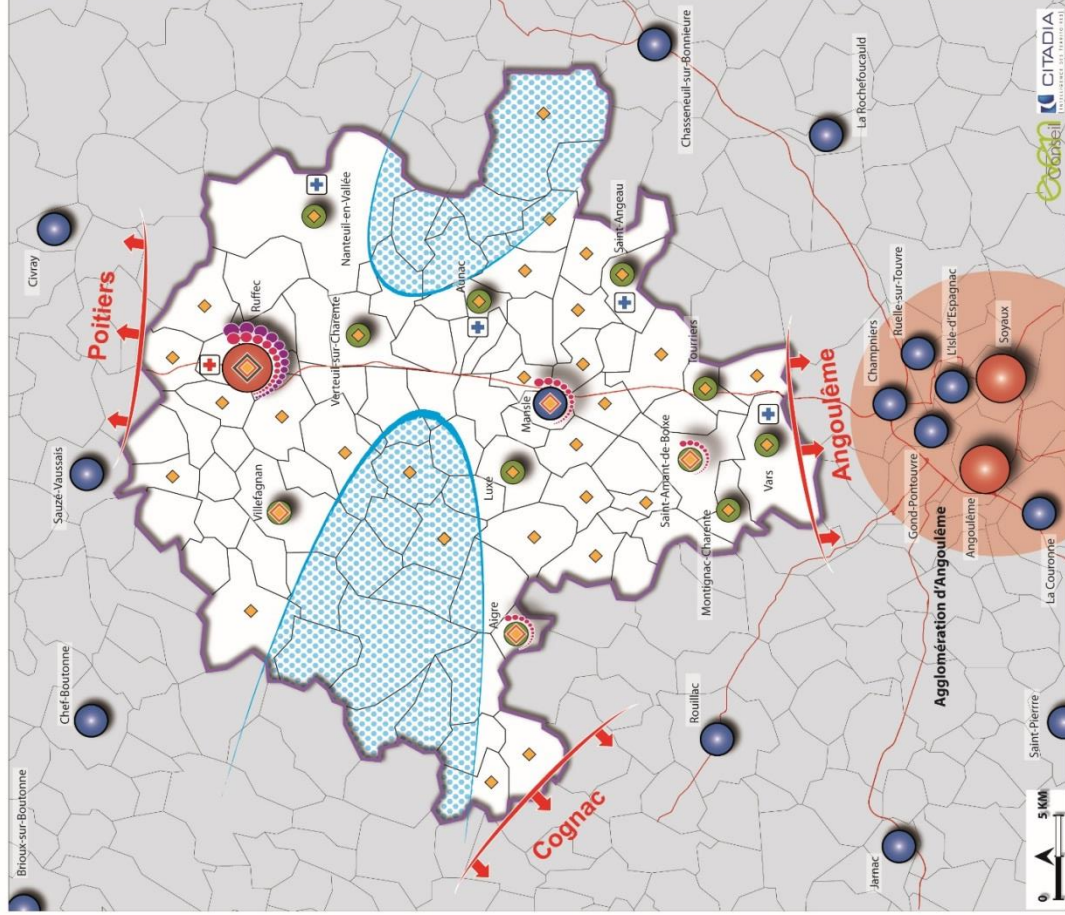 Brioux-sur-Boutonne
Chef-Boutonne
Sauzé-Vaussais
Civray
Poitiers
Ruffec
Nanteuil-en-Vallée
Villefagnan
Verteuil-sur-Charente
Aunac
Luxé
Mansle
Aigre
Saint-Angeau
Chasseneuil-sur-Bonnieure
Cognac
Tourriers
Saint-Amant-de-Boixe
Vars
Montignac-Charente
Rouillac
La Rochefoucauld
Angoulême
Champniers
Ruelle-sur-Touvre
Gond-Pontouvre
L'Isle-d'Espagnac
Agglomération d'Angoulême
Angoulême
Soyaux
La Couronne
Jarnac
Saint-Pierrre
0 5 KM
eau
conseil
CITADIA